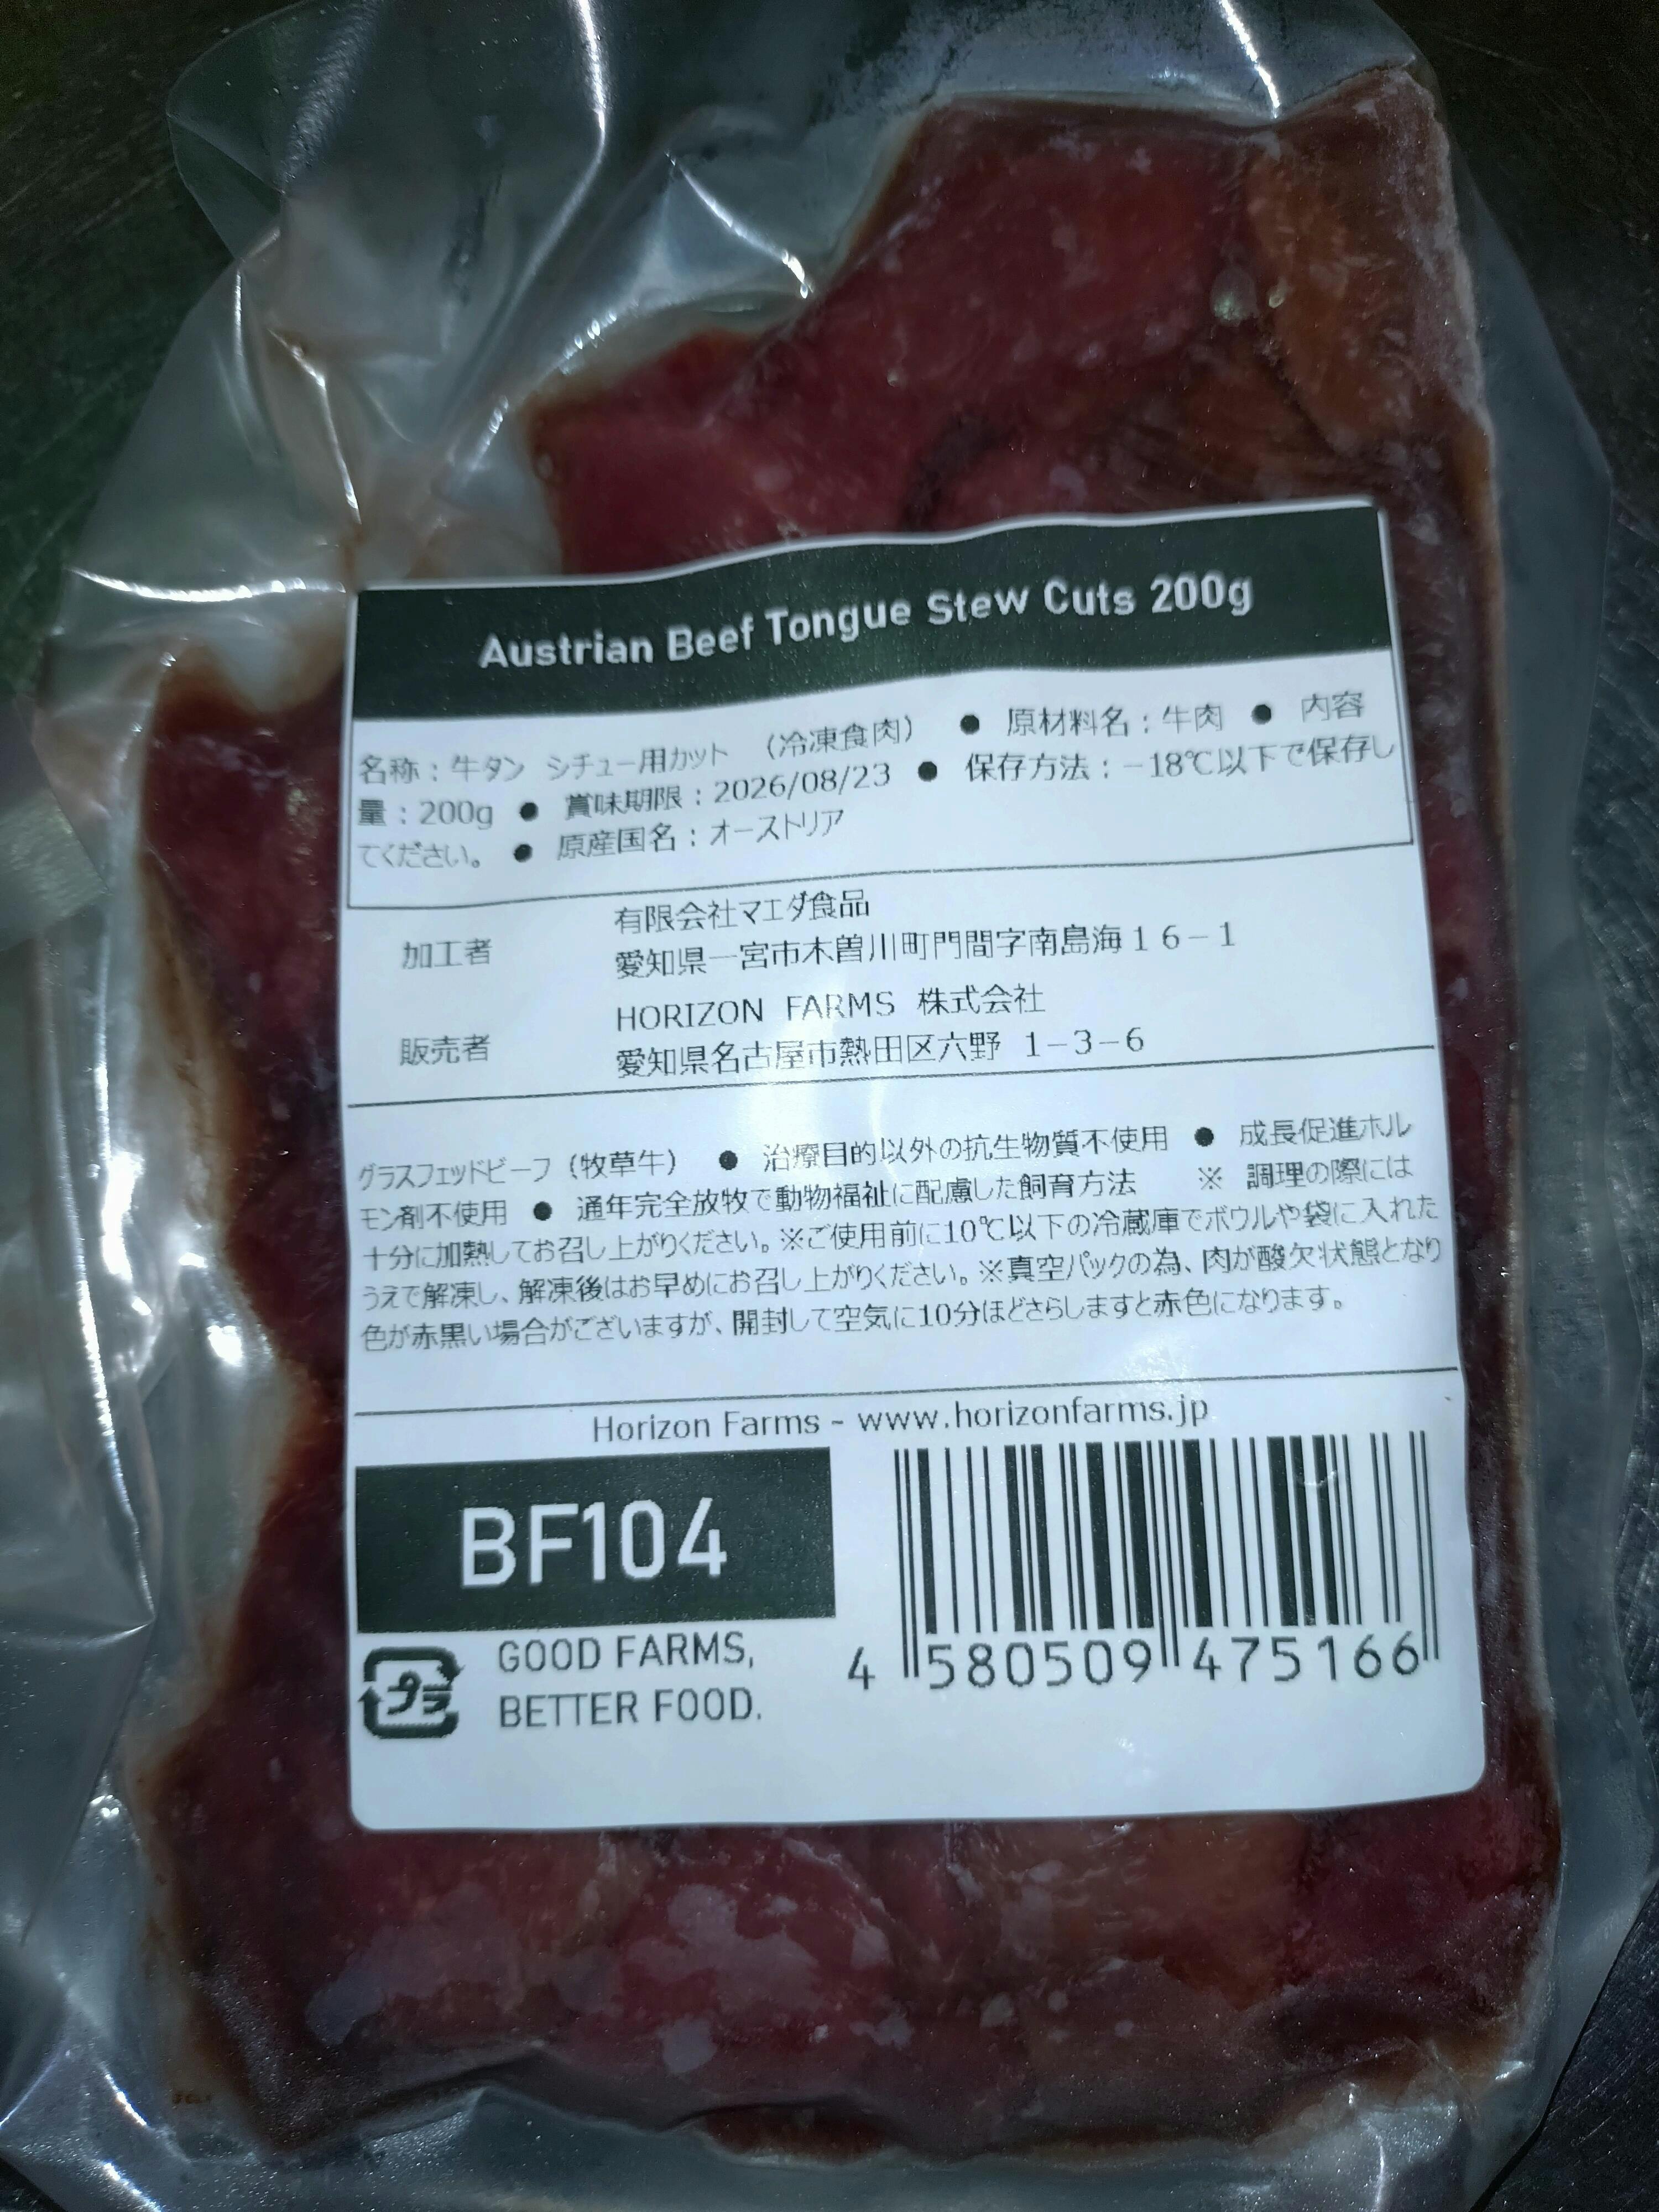 Austrian Beef Tongue Stew Cuts 200g
名称：牛タン シチュー用カット （冷凍食肉） ● 原材料名：牛肉 ● 内容
量：200g ● 賞味期限：2026/08/23 ● 保存方法：－18℃以下で保存し
てください。 ● 原産国名：オーストリア
加工者
有限会社マエダ食品
愛知県一宮市木曽川町門間字南島海１６－１
販売者
HORIZON FARMS 株式会社
愛知県名古屋市熱田区六野 1－3－6
グラスフェッドビーフ（牧草牛） ● 治療目的以外の抗生物質不使用 ● 成長促進ホル
モン剤不使用 ● 通年完全放牧で動物福祉に配慮した飼育方法 ※ 調理の際には
十分に加熱してお召し上がりください。※ご使用前に10℃以下の冷蔵庫でボウルや袋に入れた
うえで解凍し、解凍後はお早めにお召し上がりください。※真空パックの為、肉が酸欠状態となり
色が赤黒い場合がございますが、開封して空気に10分ほどさらしますと赤色になります。
Horizon Farms - www.horizonfarms.jp
BF104
プラ
GOOD FARMS,
BETTER FOOD.
4 580509 475166